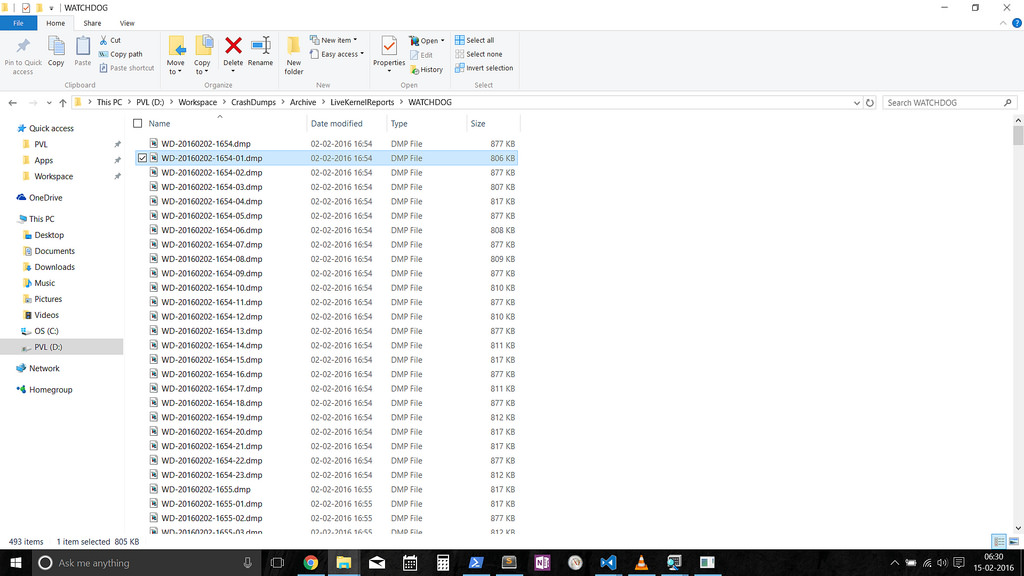 WATCHDOG
File Home Share View
Pin to Quick access
Copy
Paste
Cut
Copy path
Paste shortcut
Move to
Copy to
Delete
Rename
New folder
New item
Easy access
Properties
Open
Edit
History
Select all
Select none
Invert selection
Clipboard Organize New Open Select
This PC > PVL (D:) > Workspace > CrashDumps > Archive > LiveKernelReports > WATCHDOG
Search WATCHDOG
Quick access
PVL
Apps
Workspace
OneDrive
This PC
Desktop
Documents
Downloads
Music
Pictures
Videos
OS (C:)
PVL (D:)
Network
Homegroup
Name Date modified Type Size
WD-20160202-1654.dmp 02-02-2016 16:54 DMP File 877 KB
WD-20160202-1654-01.dmp 02-02-2016 16:54 DMP File 806 KB
WD-20160202-1654-02.dmp 02-02-2016 16:54 DMP File 877 KB
WD-20160202-1654-03.dmp 02-02-2016 16:54 DMP File 807 KB
WD-20160202-1654-04.dmp 02-02-2016 16:54 DMP File 817 KB
WD-20160202-1654-05.dmp 02-02-2016 16:54 DMP File 877 KB
WD-20160202-1654-06.dmp 02-02-2016 16:54 DMP File 808 KB
WD-20160202-1654-07.dmp 02-02-2016 16:54 DMP File 877 KB
WD-20160202-1654-08.dmp 02-02-2016 16:54 DMP File 809 KB
WD-20160202-1654-09.dmp 02-02-2016 16:54 DMP File 877 KB
WD-20160202-1654-10.dmp 02-02-2016 16:54 DMP File 810 KB
WD-20160202-1654-11.dmp 02-02-2016 16:54 DMP File 877 KB
WD-20160202-1654-12.dmp 02-02-2016 16:54 DMP File 810 KB
WD-20160202-1654-13.dmp 02-02-2016 16:54 DMP File 877 KB
WD-20160202-1654-14.dmp 02-02-2016 16:54 DMP File 811 KB
WD-20160202-1654-15.dmp 02-02-2016 16:54 DMP File 817 KB
WD-20160202-1654-16.dmp 02-02-2016 16:54 DMP File 877 KB
WD-20160202-1654-17.dmp 02-02-2016 16:54 DMP File 811 KB
WD-20160202-1654-18.dmp 02-02-2016 16:54 DMP File 877 KB
WD-20160202-1654-19.dmp 02-02-2016 16:54 DMP File 812 KB
WD-20160202-1654-20.dmp 02-02-2016 16:54 DMP File 817 KB
WD-20160202-1654-21.dmp 02-02-2016 16:54 DMP File 817 KB
WD-20160202-1654-22.dmp 02-02-2016 16:54 DMP File 877 KB
WD-20160202-1654-23.dmp 02-02-2016 16:54 DMP File 812 KB
WD-20160202-1655.dmp 02-02-2016 16:55 DMP File 817 KB
WD-20160202-1655-01.dmp 02-02-2016 16:55 DMP File 817 KB
WD-20160202-1655-02.dmp 02-02-2016 16:55 DMP File 877 KB
WD-20160202-1655-03.dmp 02-02-2016 16:55 DMP File 812 KB
493 items 1 item selected 805 KB
Ask me anything
06:30
15-02-2016